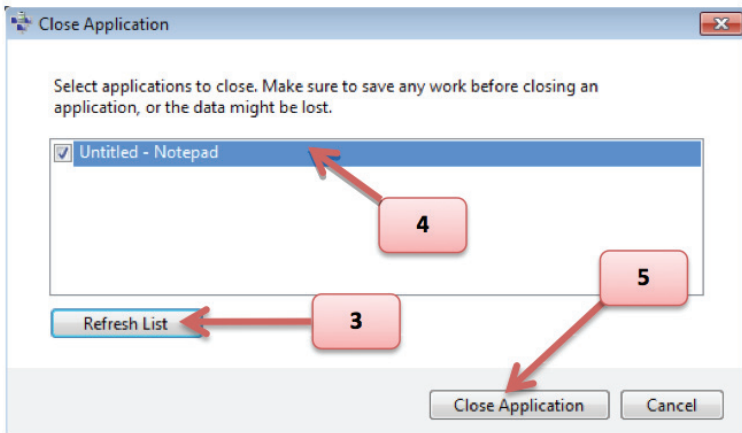 Close Application
Select applications to close. Make sure to save any work before closing an
application, or the data might be lost.
Untitled - Notepad
4
5
Refresh List
3
Close Application
Cancel